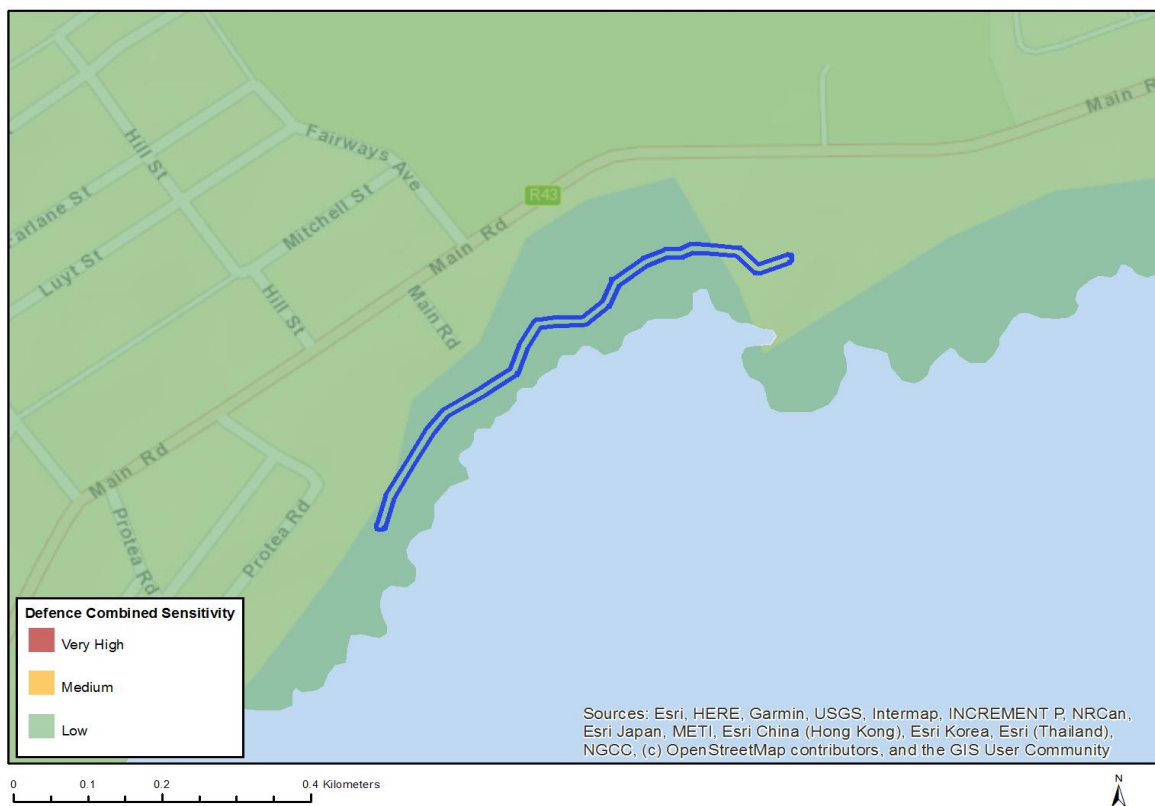 Main R
Fairways Ave
Hill St
R43
Mitchell St
arlane St
Main Rd
Luyt St
Hill St
Main Rd
Main Rd
Protea Rd
Protea Rd
Defence Combined Sensitivity
Very High
Medium
Low
Sources: Esri, HERE, Garmin, USGS, Intermap, INCREMENT P, NRCan,
Esri Japan, METI, Esri China (Hong Kong), Esri Korea, Esri (Thailand),
NGCC, (c) OpenStreetMap contributors, and the GIS User Community
0 0.1 0.2 0.4 Kilometers
N